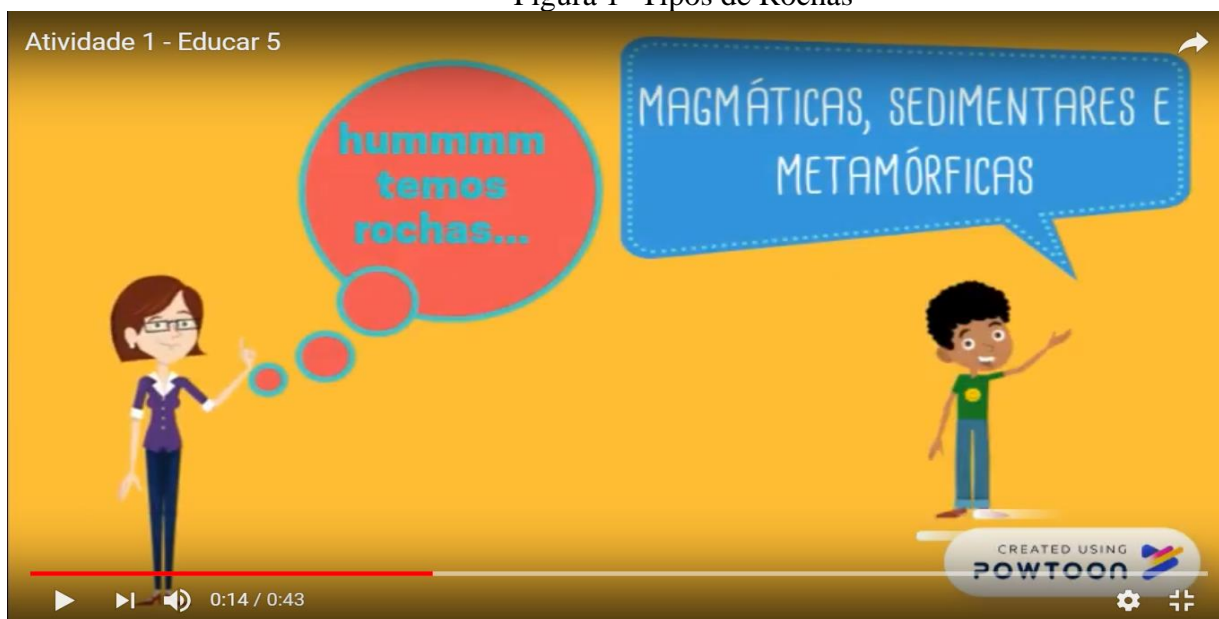 Figura 1 Tipos de Rochas
Atividade 1 - Educar 5
hummmm
temos
rochas...
MAGMÁTICAS, SEDIMENTARES E
METAMÓRFICAS
CREATED USING
POWTOON
0:14 / 0:43